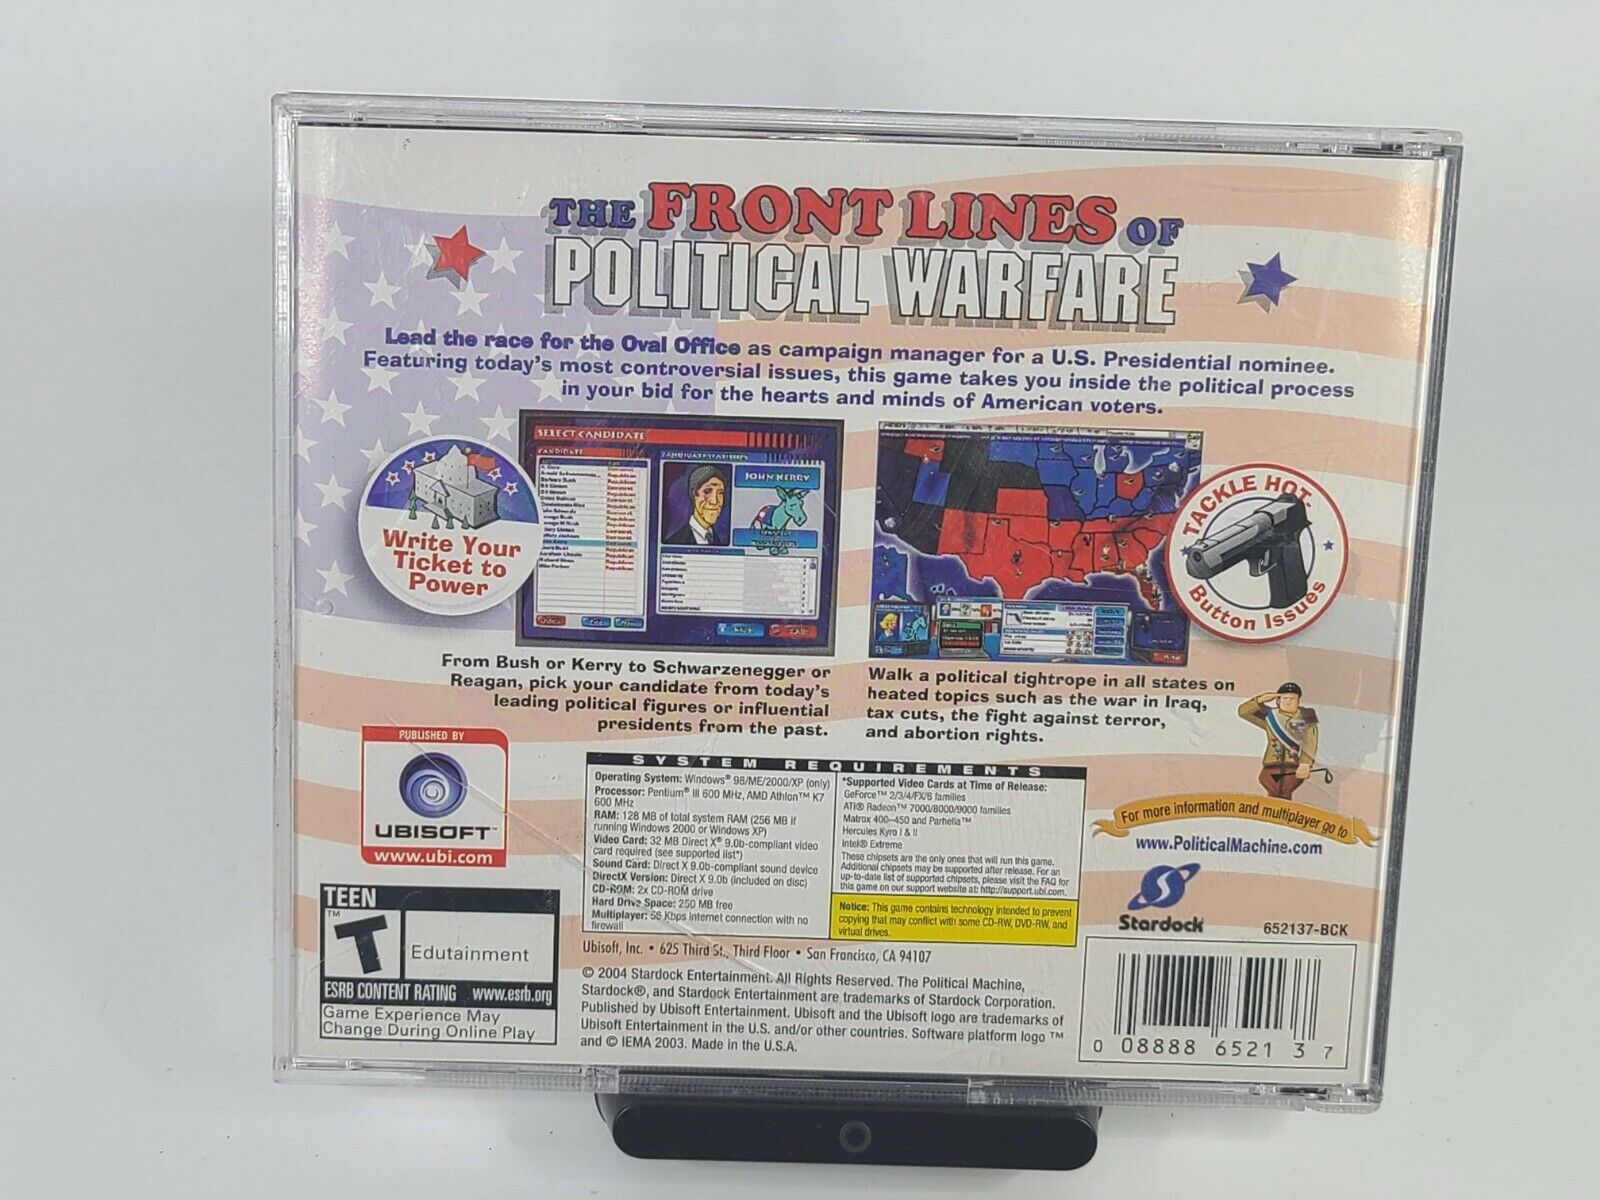 THE FRONT LINES OF
POLITICAL WARFARE
Lead the race for the Oval Office as campaign manager for a U.S. Presidential nominee.
Featuring today's most controversial issues, this game takes you inside the political process
in your bid for the hearts and minds of American voters.
Write Your
Ticket to
Power
SELECT CANDIDATE
CANDIDATE
JOHN KERRY
TACKLE HOT-
Button Issues
From Bush or Kerry to Schwarzenegger or
Reagan, pick your candidate from today's
leading political figures or influential
presidents from the past.
Walk a political tightrope in all states on
heated topics such as the war in Iraq,
tax cuts, the fight against terror,
and abortion rights.
PUBLISHED BY
UBISOFT™
www.ubi.com
SYSTEM REQUIREMENTS
Operating System: Windows® 98/ME/2000/XP (only)
Processor: Pentium® III 600 MHz, AMD Athlon™ K7
600 MHz
RAM: 128 MB of total system RAM (256 MB if
running Windows 2000 or Windows XP)
Video Card: 32 MB Direct X® 9.0b-compliant video
card required (see supported list*)
Sound Card: Direct X 9.0b-compliant sound device
DirectX Version: Direct X 9.0b (included on disc)
CD-ROM: 2x CD-ROM drive
Hard Drive Space: 250 MB free
Multiplayer: 56 Kbps Internet connection with no
firewall
*Supported Video Cards at Time of Release:
GeForce™ 2/3/4/FX/6 families
ATI® Radeon™ 7000/8000/9000 families
Matrox 400–450 and Parhelia™
Hercules Kyro I & II
Intel® Extreme
These chipsets are the only ones that will run this game.
Additional chipsets may be supported after release. For an
up-to-date list of supported chipsets, please visit the FAQ for
this game on our support website at: http://support.ubi.com.
Notice: This game contains technology intended to prevent
copying that may conflict with some CD-RW, DVD-RW, and
virtual drives.
For more information and multiplayer go to
www.PoliticalMachine.com
Stardock
652137-BCK
TEEN
T™
Edutainment
ESRB CONTENT RATING www.esrb.org
Game Experience May
Change During Online Play
Ubisoft, Inc. • 625 Third St., Third Floor • San Francisco, CA 94107
© 2004 Stardock Entertainment. All Rights Reserved. The Political Machine,
Stardock®, and Stardock Entertainment are trademarks of Stardock Corporation.
Published by Ubisoft Entertainment. Ubisoft and the Ubisoft logo are trademarks of
Ubisoft Entertainment in the U.S. and/or other countries. Software platform logo ™
and © IEMA 2003. Made in the U.S.A.
0 08888 65213 7